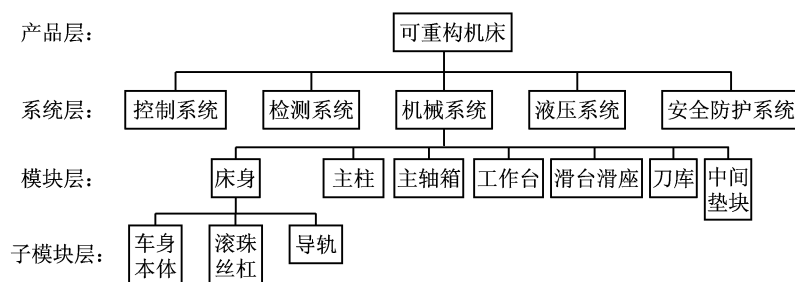 产品层：
可重构机床
系统层：
控制系统
检测系统
机械系统
液压系统
安全防护系统
模块层：
床身
主柱
主轴箱
工作台
滑台滑座
刀库
中间
垫块
子模块层：
车身
本体
滚珠
丝杠
导轨